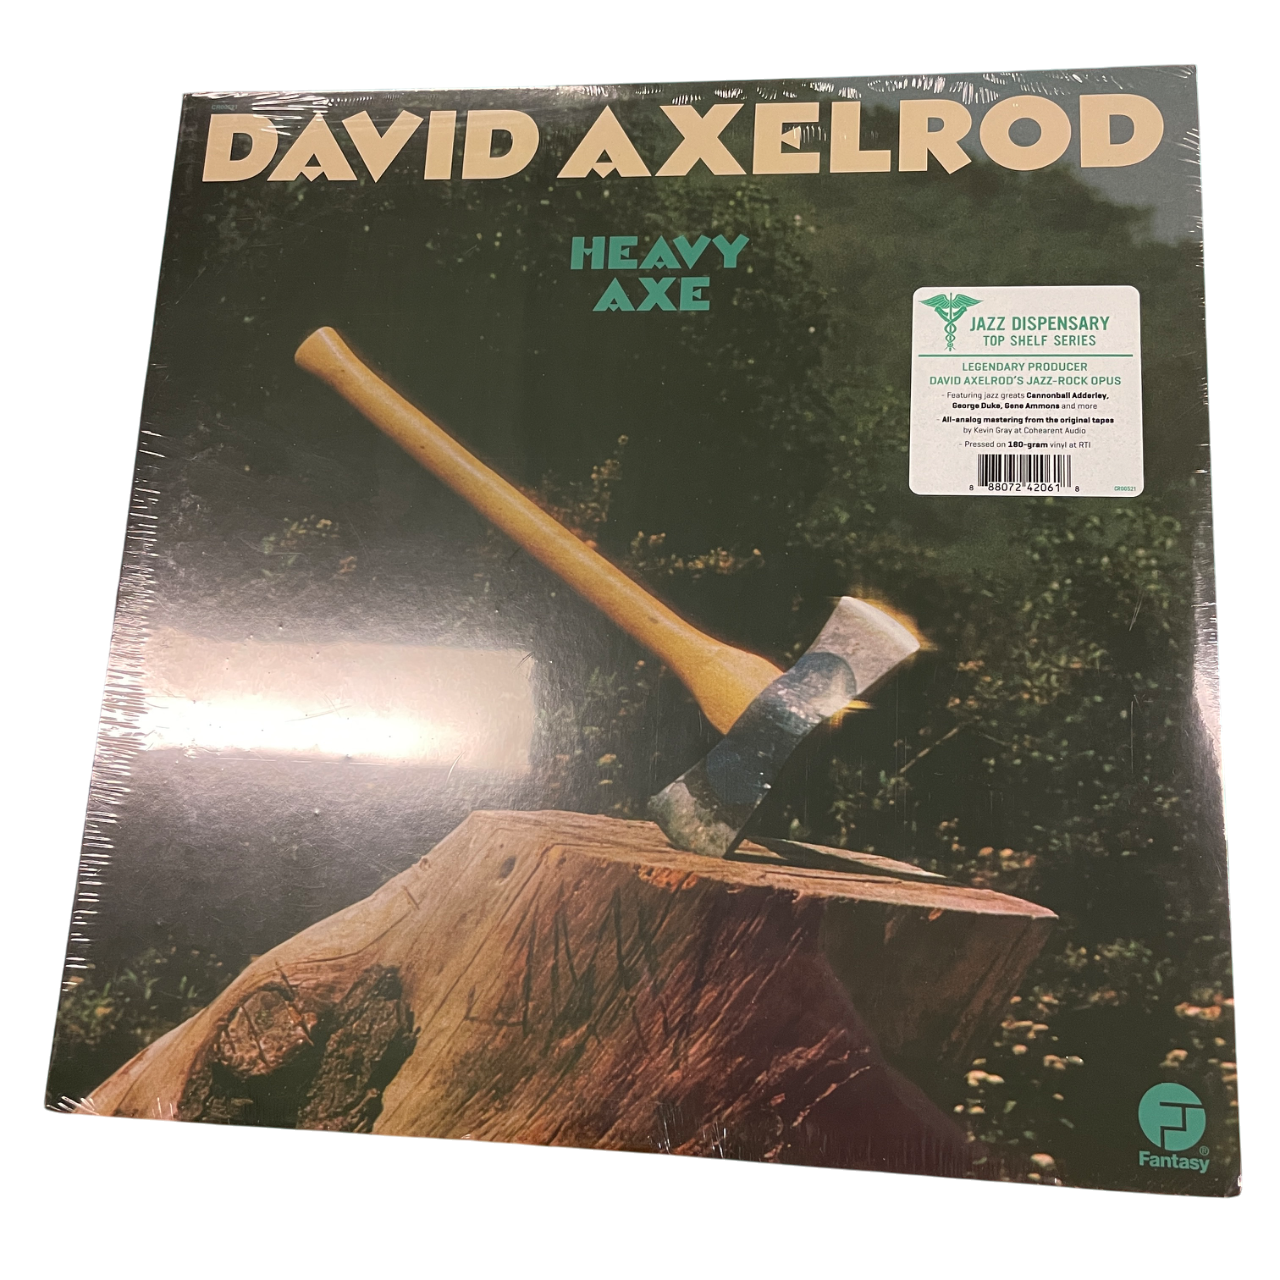 DAVID AXELROD
HEAVY
AXE
JAZZ DISPENSARY
TOP SHELF SERIES
LEGENDARY PRODUCER
DAVID AXELROD'S JAZZ-ROCK OPUS
- Featuring jazz greats Cannonball Adderley,
George Duke, Gene Ammons and more
- All-analog mastering from the original tapes
by Kevin Gray at Cohearent Audio
- Pressed on 180-gram vinyl at RTI
8 88072 42061 8
CR00521
Fantasy®